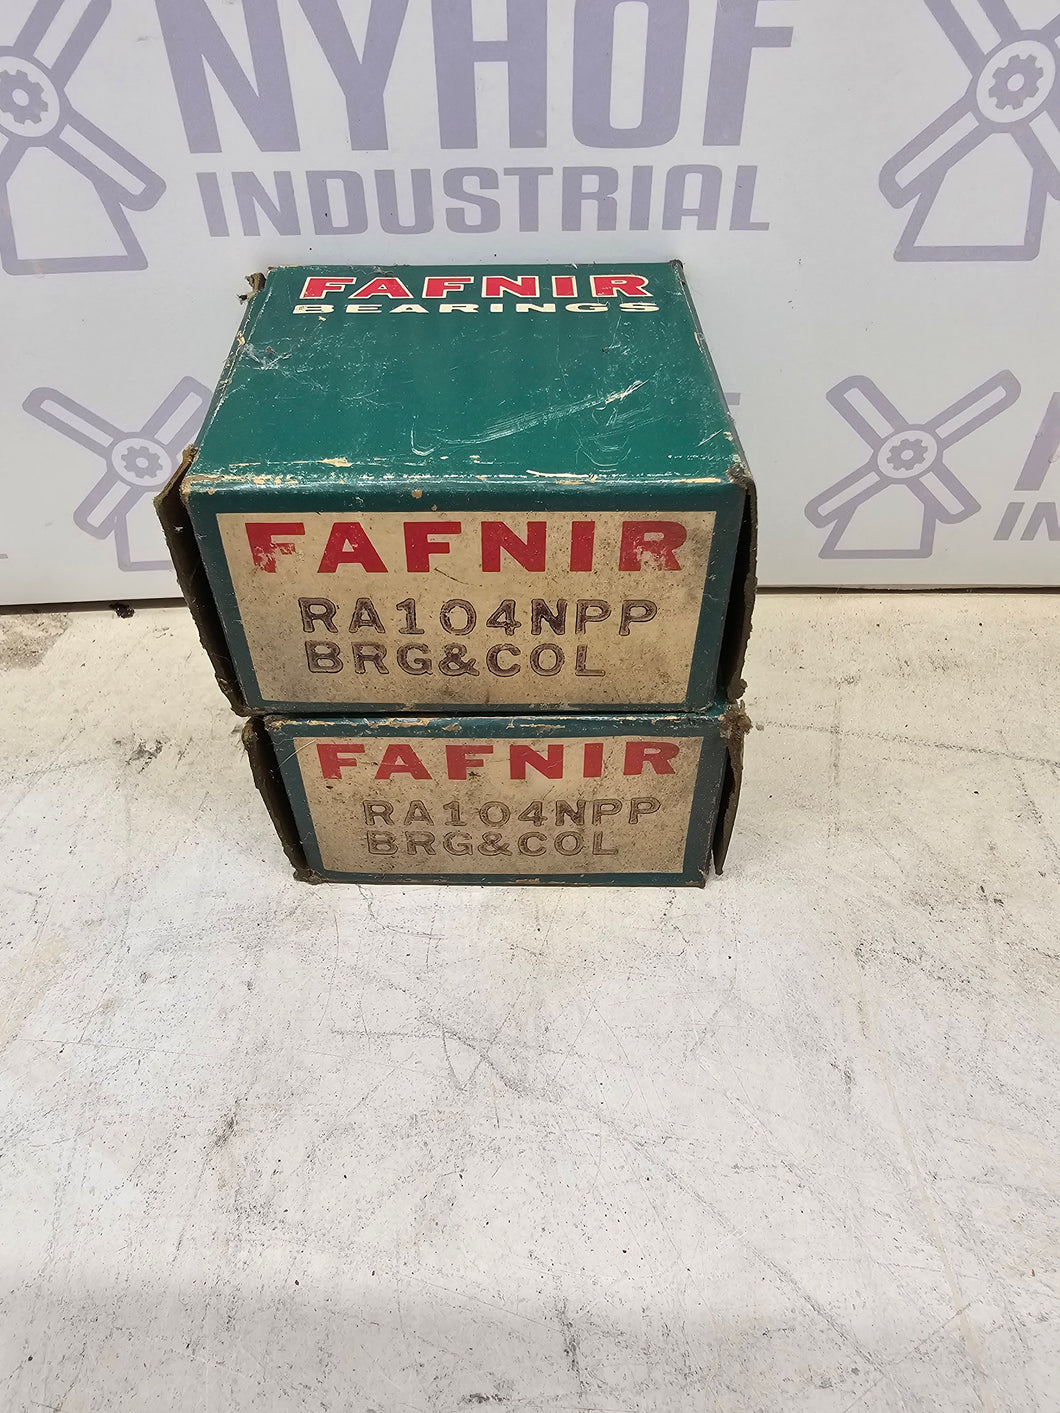 NYHOF
INDUSTRIAL
FAFNIR
BEARINGS
FAFNIR
RA104NPP
BRG&COL
FAFNIR
RA104NPP
BRG&COL